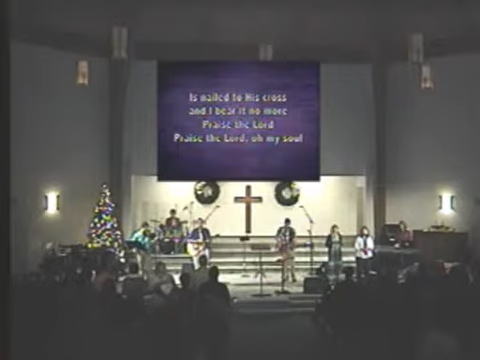 Is nailed to His cross
and I bear it no more
Praise the Lord
Praise the Lord, oh my soul